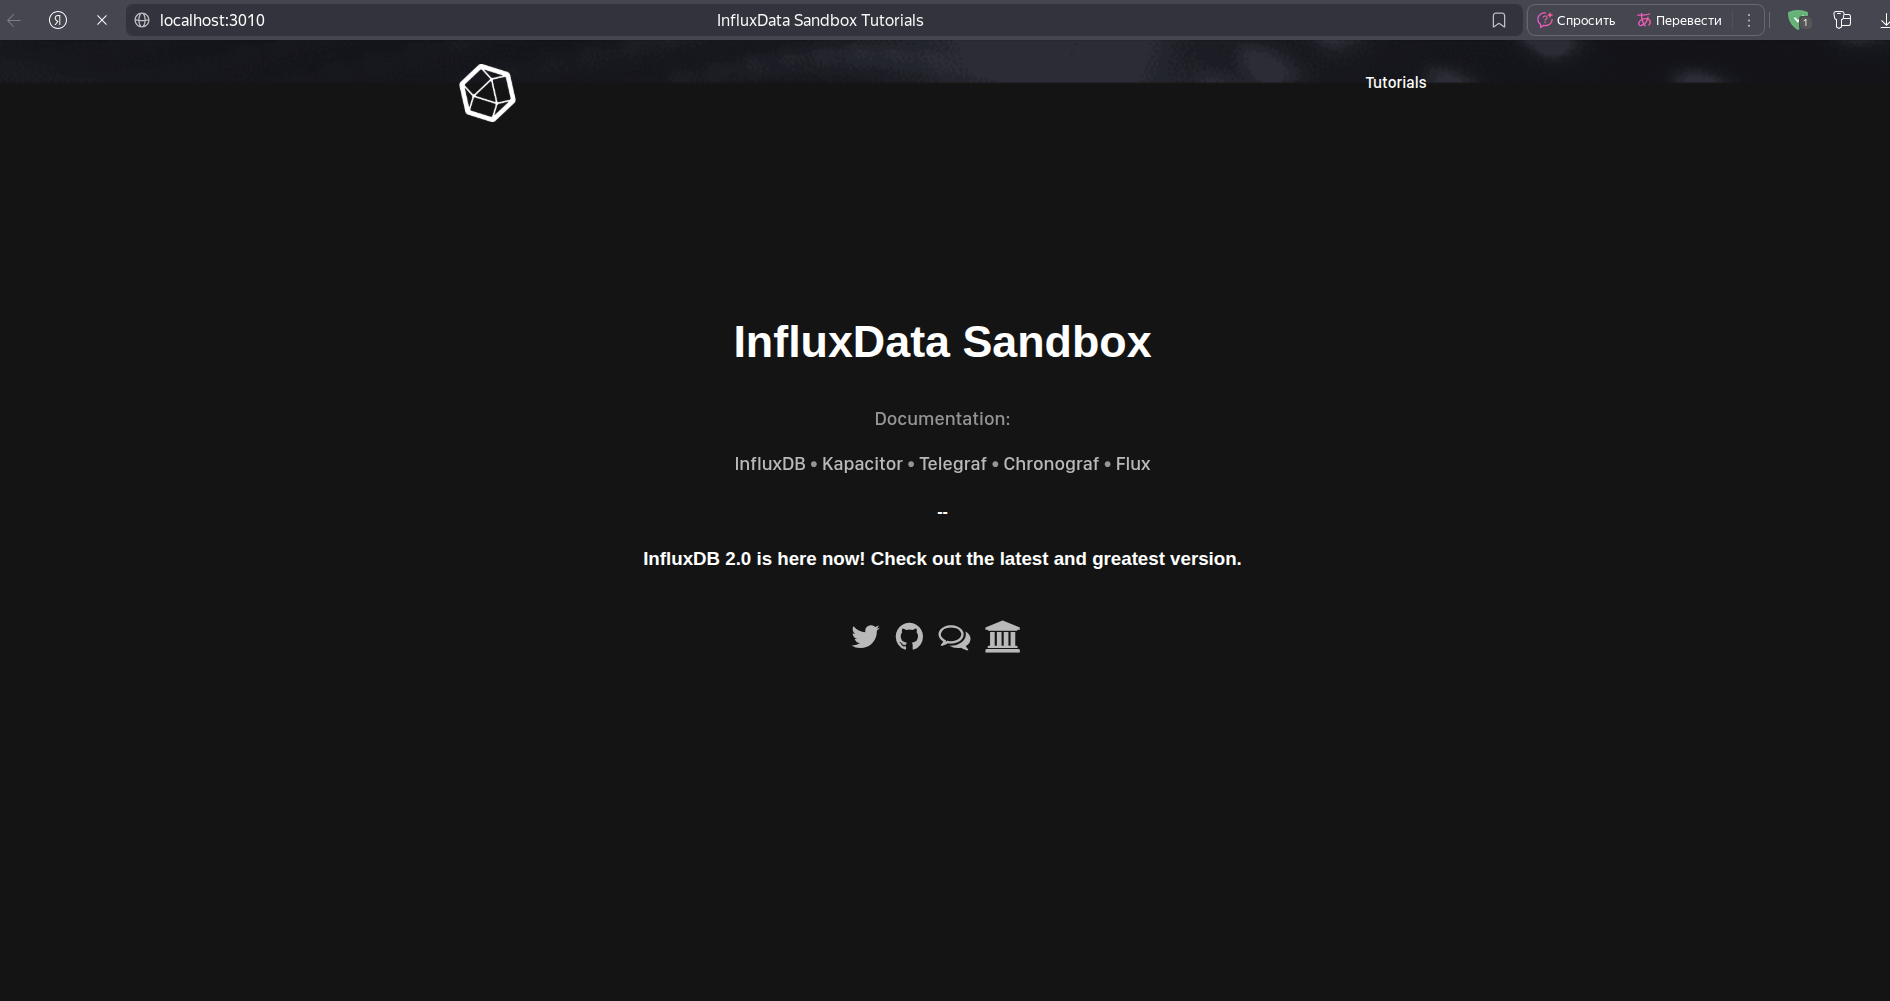 localhost:3010
InfluxData Sandbox Tutorials
Спросить
Перевести
1
Tutorials
InfluxData Sandbox
Documentation:
InfluxDB • Kapacitor • Telegraf • Chronograf • Flux
--
InfluxDB 2.0 is here now! Check out the latest and greatest version.